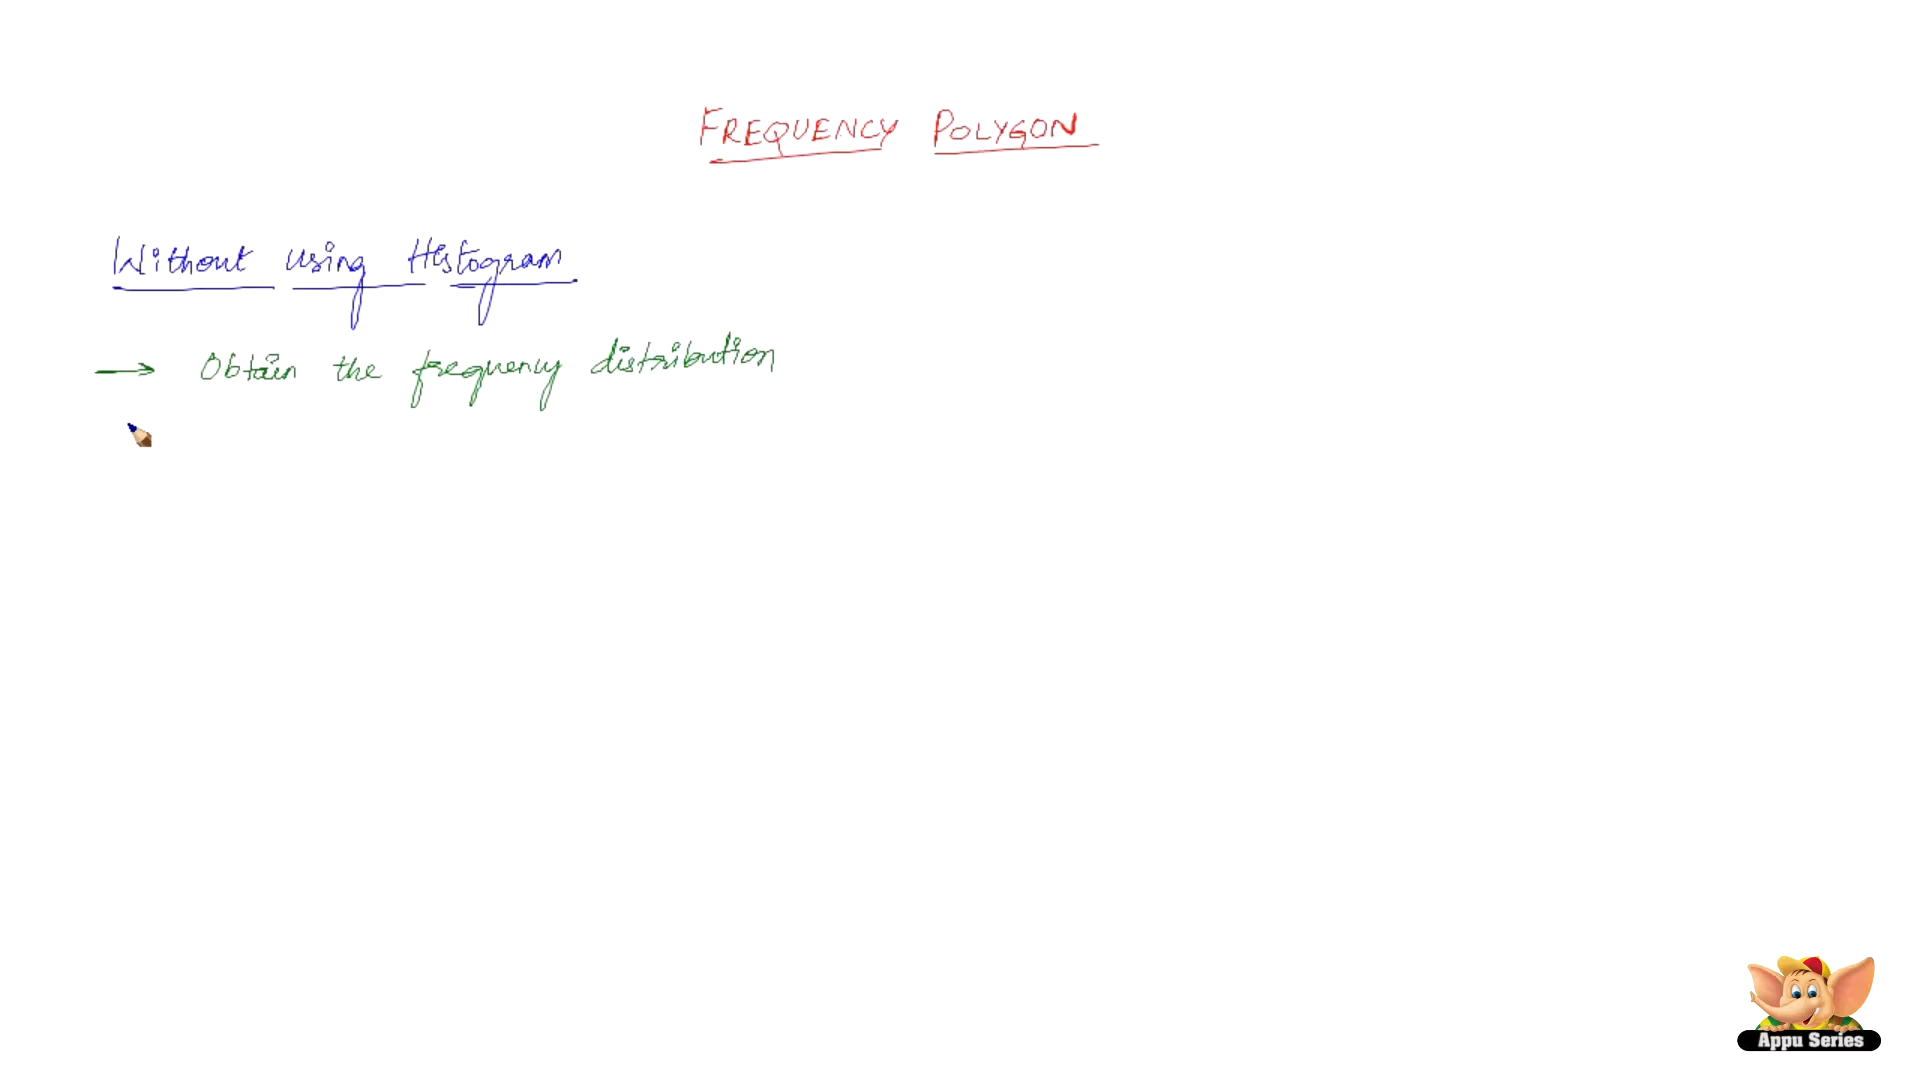 FREQUENCY POLYGON
Without using Histogram
→ Obtain the frequency distribution
Appu Series